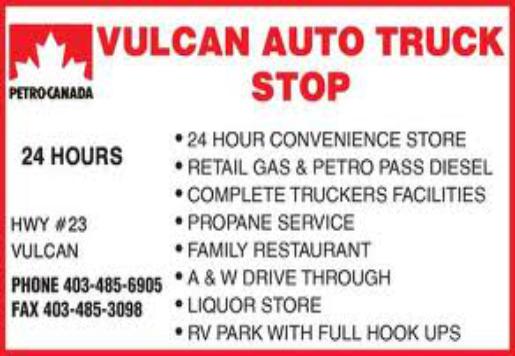 VULCAN AUTO TRUCK
STOP
PETRO-CANADA
24 HOURS
HWY #23
VULCAN
PHONE 403-485-6905
FAX 403-485-3098
• 24 HOUR CONVENIENCE STORE
• RETAIL GAS & PETRO PASS DIESEL
• COMPLETE TRUCKERS FACILITIES
• PROPANE SERVICE
• FAMILY RESTAURANT
• A & W DRIVE THROUGH
• LIQUOR STORE
• RV PARK WITH FULL HOOK UPS